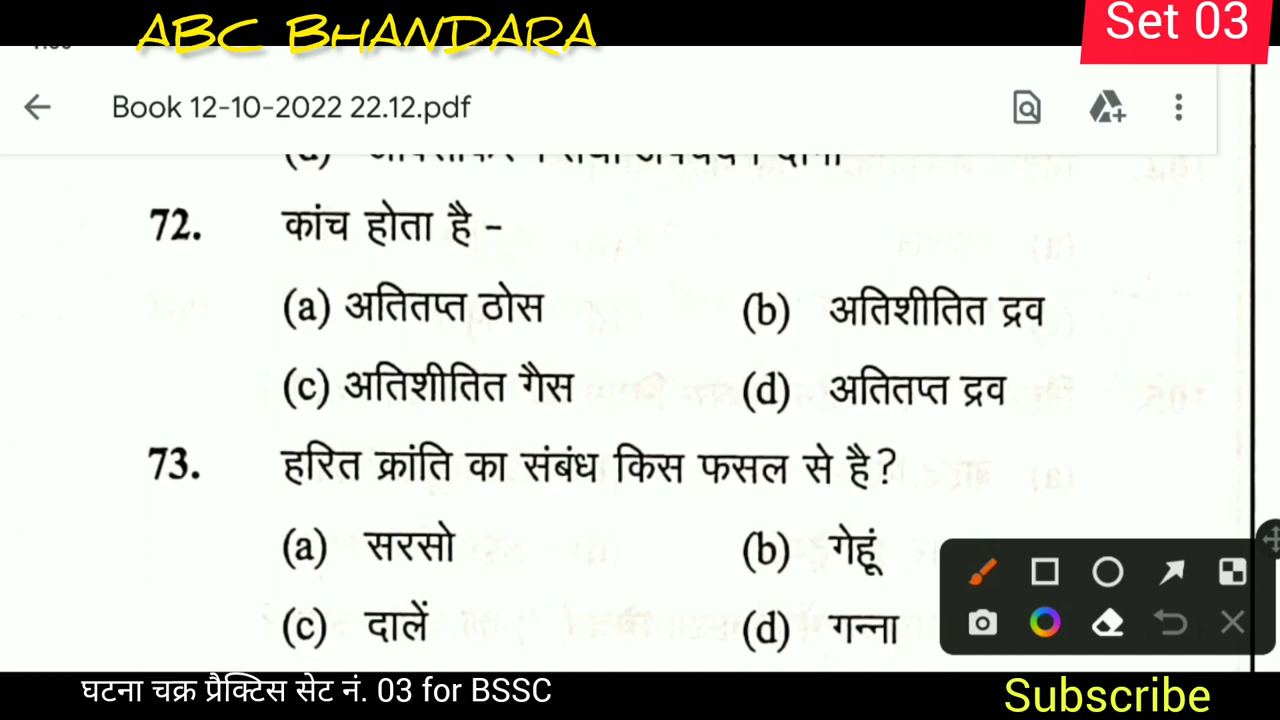 ABC BHANDARA
Set 03
Book 12-10-2022 22.12.pdf
72. कांच होता है -
(a) अतितप्त ठोस (b) अतिशीतित द्रव
(c) अतिशीतित गैस (d) अतितप्त द्रव
73. हरित क्रांति का संबंध किस फसल से है?
(a) सरसो (b) गेहूं
(c) दालें (d) गन्ना
घटना चक्र प्रैक्टिस सेट नं. 03 for BSSC
Subscribe